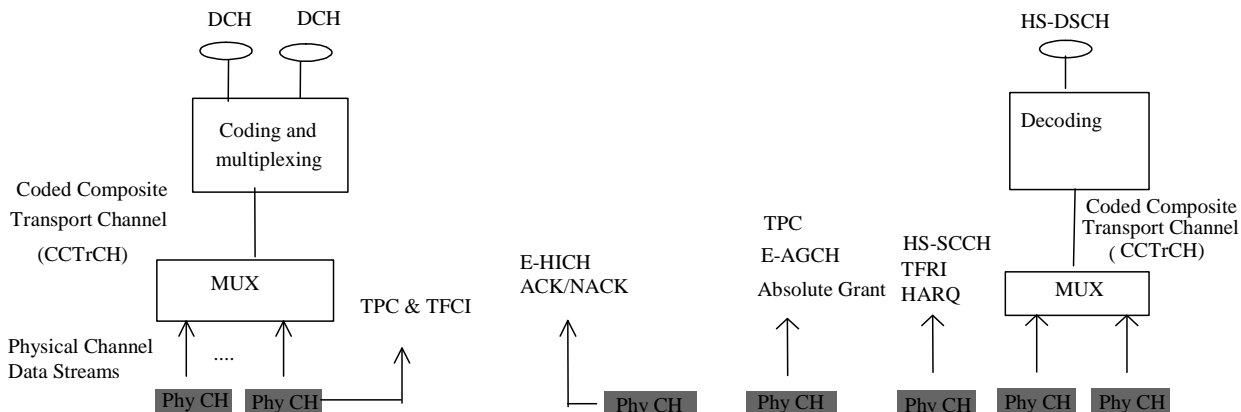 DCH
DCH
HS-DSCH
Coding and
multiplexing
Decoding
Coded Composite
Transport Channel
(CCTrCH)
Coded Composite
Transport Channel
( CCTrCH)
TPC
E-AGCH
Absolute Grant
HS-SCCH
TFRI
HARQ
E-HICH
ACK/NACK
MUX
MUX
TPC & TFCI
Physical Channel
Data Streams
....
Phy CH
Phy CH
Phy CH
Phy CH
Phy CH
Phy CH
Phy CH